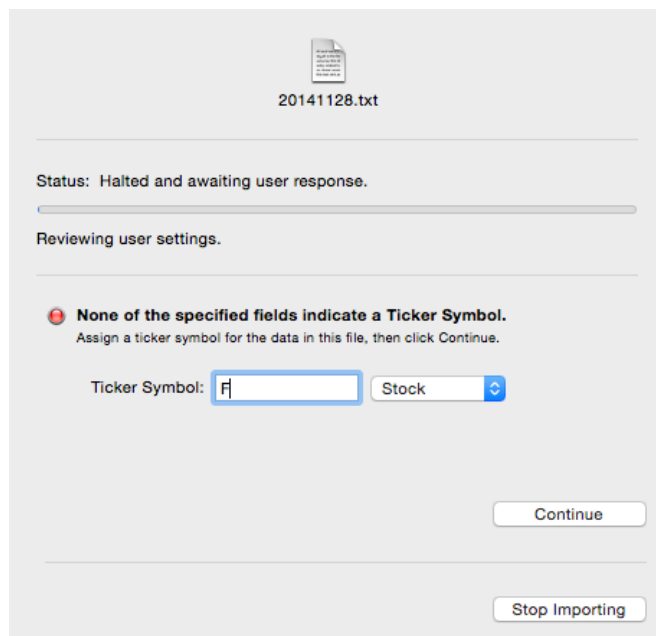 20141128.txt
Status: Halted and awaiting user response.
Reviewing user settings.
None of the specified fields indicate a Ticker Symbol.
Assign a ticker symbol for the data in this file, then click Continue.
Ticker Symbol: F Stock
Continue
Stop Importing